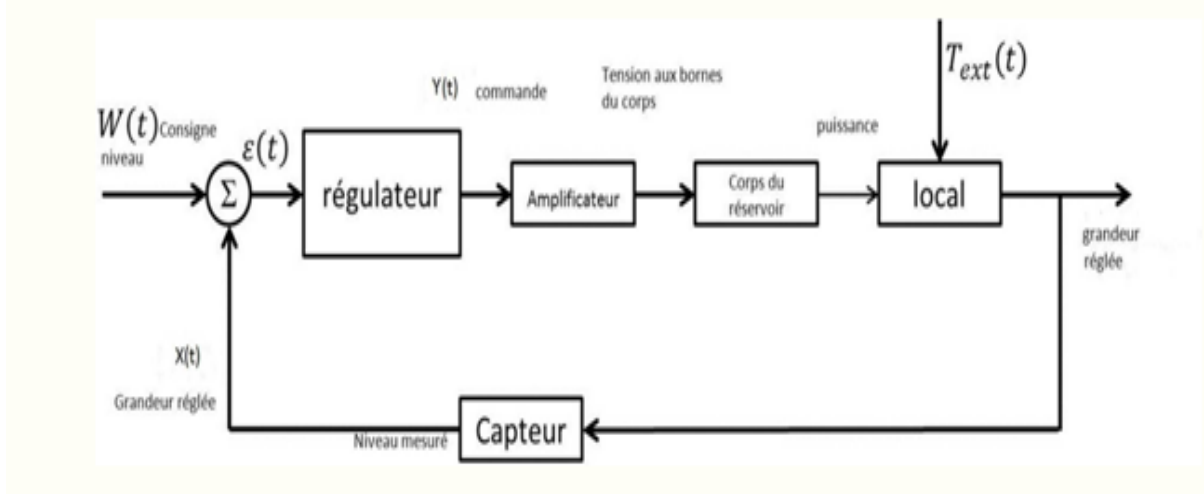 Tension aux bornes
du corps
T_ext(t)
Y(t) commande
puissance
W(t) Consigne
niveau
ε(t)
Σ
régulateur
Amplificateur
Corps du
réservoir
local
grandeur
réglée
X(t)
Grandeur réglée
Niveau mesuré
Capteur